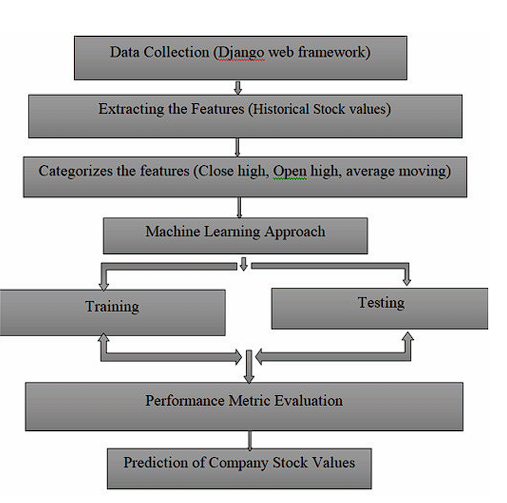 Data Collection (Django web framework)
Extracting the Features (Historical Stock values)
Categorizes the features (Close high, Open high, average moving)
Machine Learning Approach
Training
Testing
Performance Metric Evaluation
Prediction of Company Stock Values